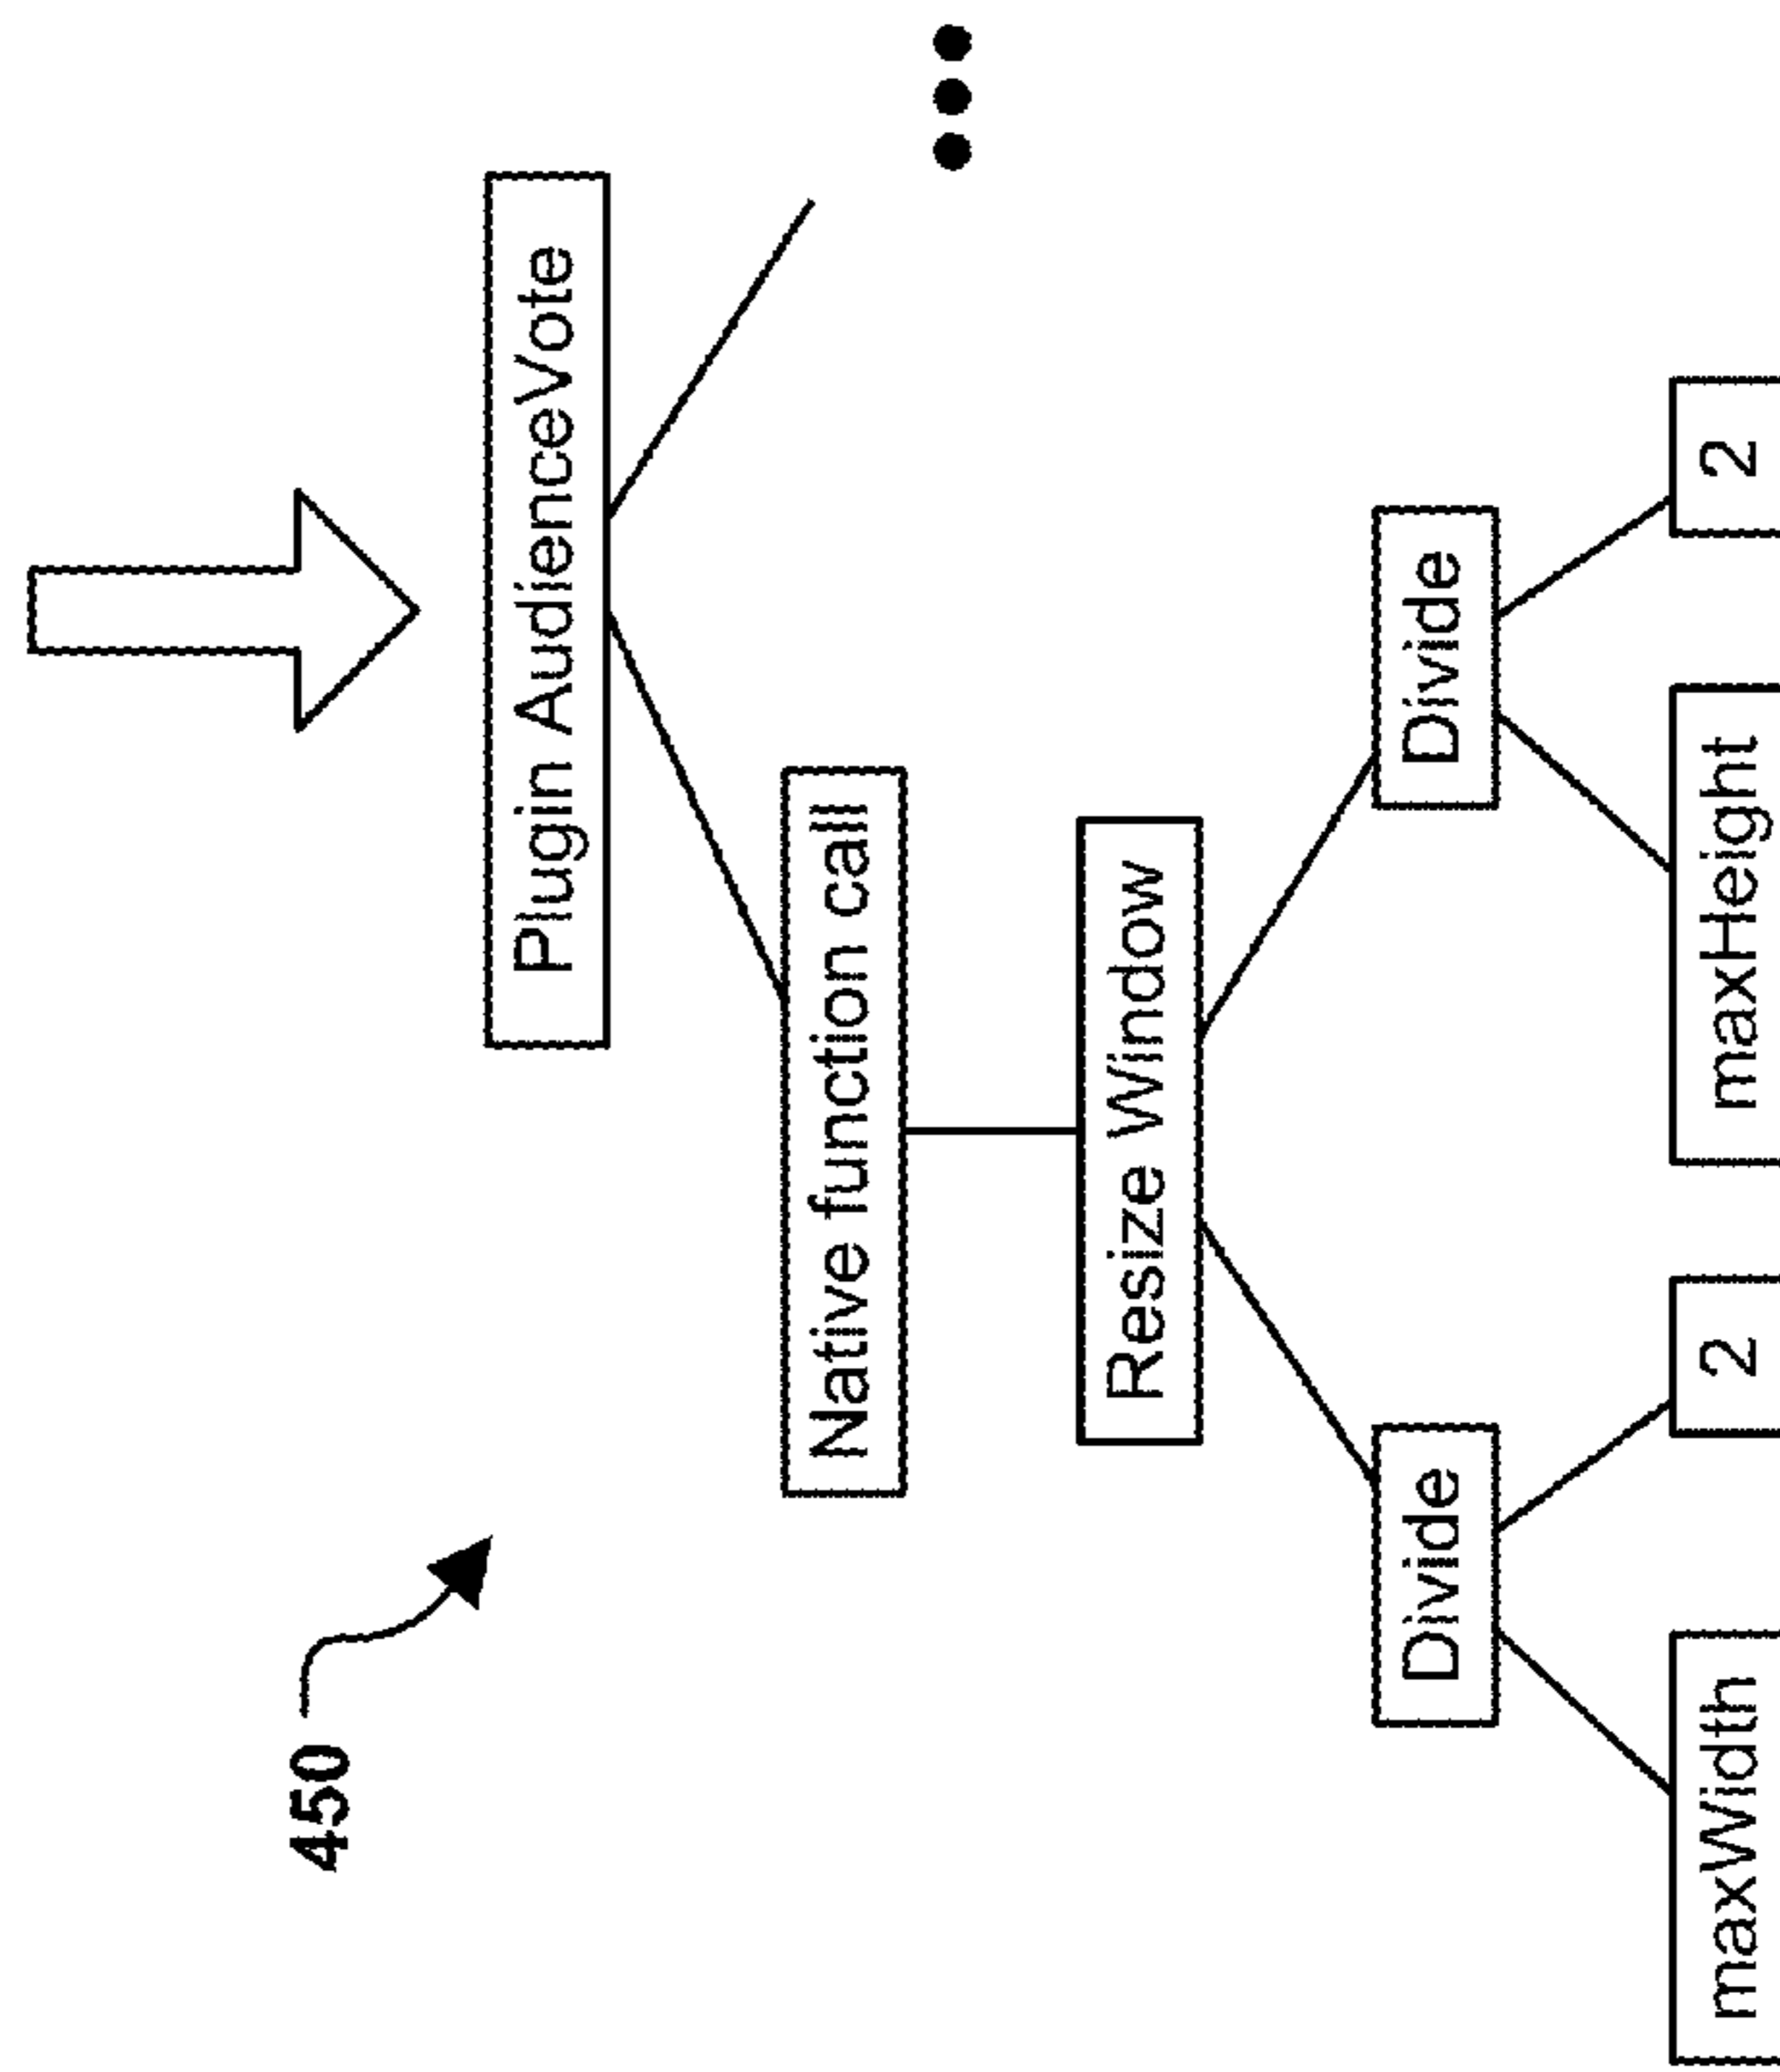 450
Plugin AudienceVote
Native function call
Resize Window
Divide
Divide
maxWidth
2
maxHeight
2